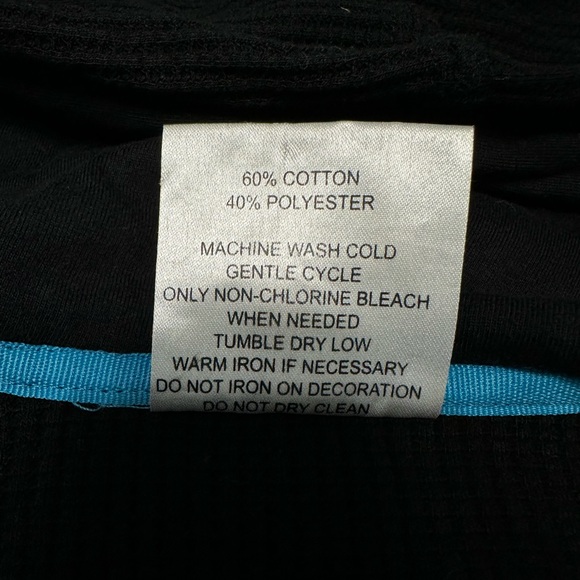 60% COTTON
40% POLYESTER
MACHINE WASH COLD
GENTLE CYCLE
ONLY NON-CHLORINE BLEACH
WHEN NEEDED
TUMBLE DRY LOW
WARM IRON IF NECESSARY
DO NOT IRON ON DECORATION
DO NOT DRY CLEAN